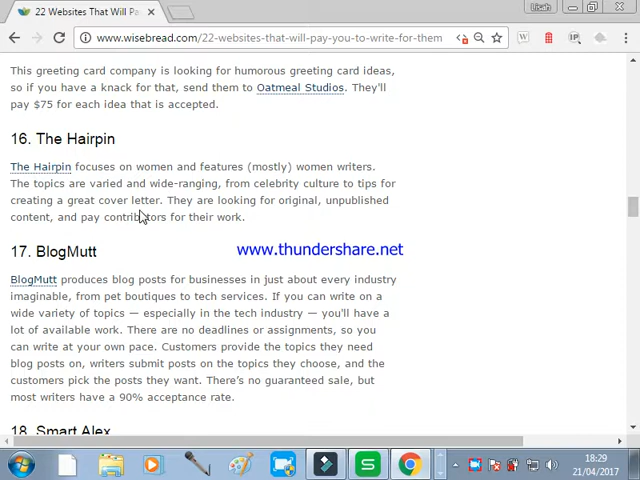 22 Websites That Will Pa
Lisah
www.wisebread.com/22-websites-that-will-pay-you-to-write-for-them
This greeting card company is looking for humorous greeting card ideas,
so if you have a knack for that, send them to Oatmeal Studios. They'll
pay $75 for each idea that is accepted.
16. The Hairpin
The Hairpin focuses on women and features (mostly) women writers.
The topics are varied and wide-ranging, from celebrity culture to tips for
creating a great cover letter. They are looking for original, unpublished
content, and pay contributors for their work.
www.thundershare.net
17. BlogMutt
BlogMutt produces blog posts for businesses in just about every industry
imaginable, from pet boutiques to tech services. If you can write on a
wide variety of topics — especially in the tech industry — you'll have a
lot of available work. There are no deadlines or assignments, so you
can write at your own pace. Customers provide the topics they need
blog posts on, writers submit posts on the topics they choose, and the
customers pick the posts they want. There's no guaranteed sale, but
most writers have a 90% acceptance rate.
18. Smart Alex
18:29
21/04/2017